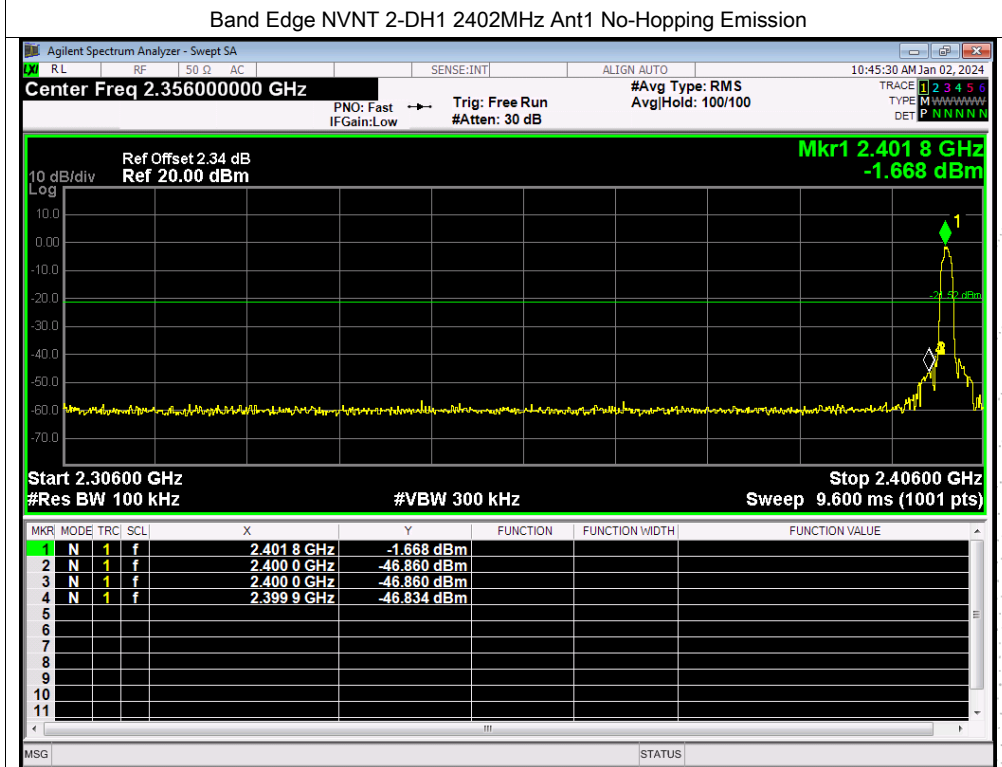 Band Edge NVNT 2-DH1 2402MHz Ant1 No-Hopping Emission
Agilent Spectrum Analyzer - Swept SA
LXI RL RF 50 Ω AC SENSE:INT ALIGN AUTO 10:45:30 AM Jan 02, 2024
Center Freq 2.356000000 GHz #Avg Type: RMS TRACE 1 2 3 4 5 6
PNO: Fast Trig: Free Run Avg|Hold: 100/100 TYPE M WWWWW
IFGain:Low #Atten: 30 dB DET P N N N N N
Ref Offset 2.34 dB Mkr1 2.401 8 GHz
10 dB/div Ref 20.00 dBm -1.668 dBm
Log
10.0
1
0.00
-10.0
-20.0
-21.52 dBm
-30.0
-40.0
-50.0
-60.0
-70.0
Start 2.30600 GHz Stop 2.40600 GHz
#Res BW 100 kHz #VBW 300 kHz Sweep 9.600 ms (1001 pts)
MKR MODE TRC SCL X Y FUNCTION FUNCTION WIDTH FUNCTION VALUE
1 N 1 f 2.401 8 GHz -1.668 dBm
2 N 1 f 2.400 0 GHz -46.860 dBm
3 N 1 f 2.400 0 GHz -46.860 dBm
4 N 1 f 2.399 9 GHz -46.834 dBm
5
6
7
8
9
10
11
MSG STATUS